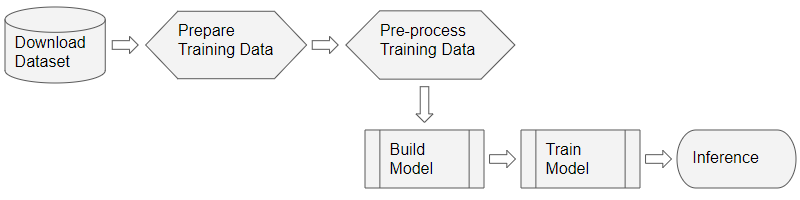 Download
Dataset
Prepare
Training Data
Pre-process
Training Data
Build
Model
Train
Model
Inference